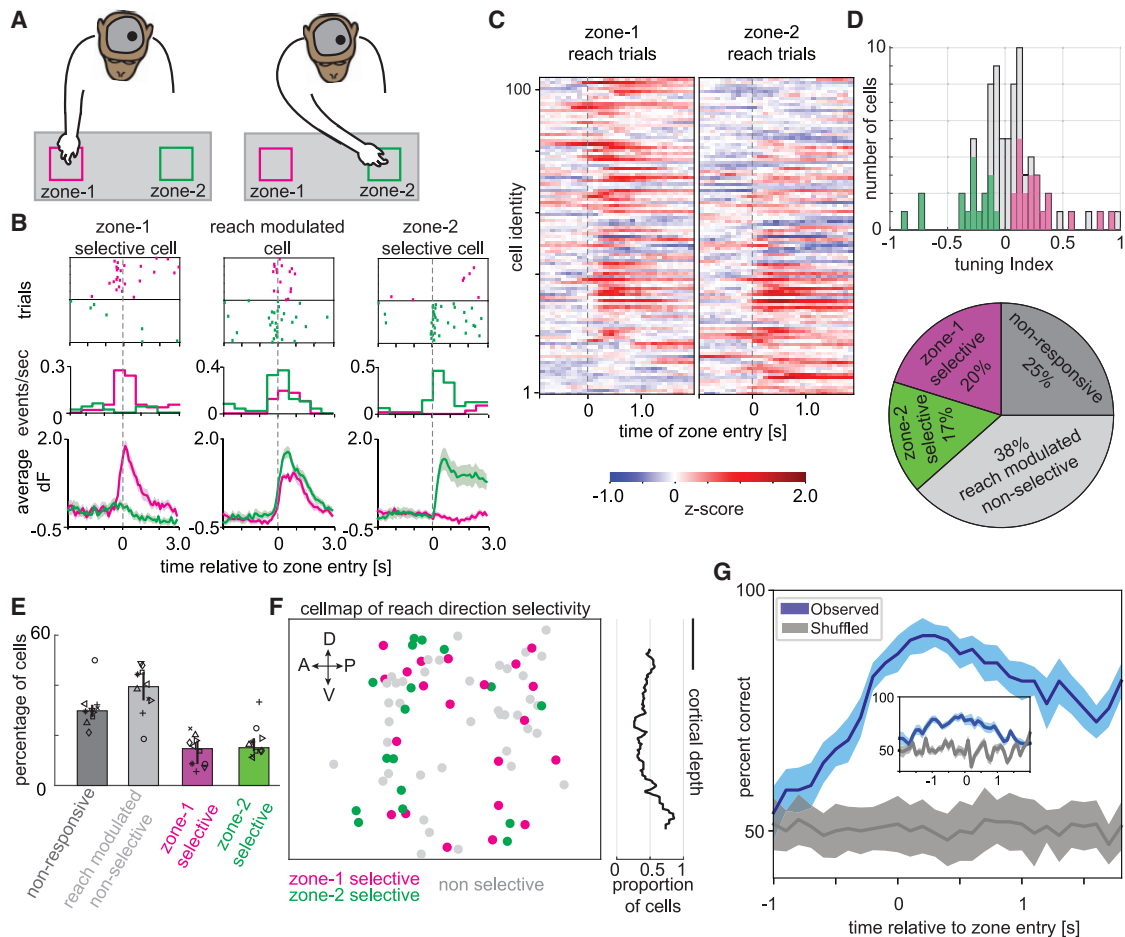 A
zone-1
zone-2
zone-1
zone-2
B
zone-1
selective cell
reach modulated
cell
zone-2
selective cell
trials
events/sec
0.3
0
0.4
0
0.5
0
average
dF
2.0
-0.5
2.0
-0.5
2.0
-0.5
0
3.0
0
3.0
0
3.0
time relative to zone entry [s]
C
zone-1
reach trials
zone-2
reach trials
cell identity
100
1
0
1.0
0
1.0
time of zone entry [s]
-1.0
0
2.0
z-score
D
number of cells
10
5
0
-1
-0.5
0
0.5
1
tuning Index
zone-1
selective
20%
non-responsive
25%
zone-2
selective
17%
38%
reach modulated
non-selective
E
percentage of cells
60
0
non-responsive
reach modulated
non-selective
zone-1
selective
zone-2
selective
F
cellmap of reach direction selectivity
D
A
P
V
zone-1 selective
non selective
zone-2 selective
cortical depth
0
0.5
1
proportion
of cells
G
percent correct
100
50
Observed
Shuffled
50
-1
0
1
-1
0
1
time relative to zone entry [s]